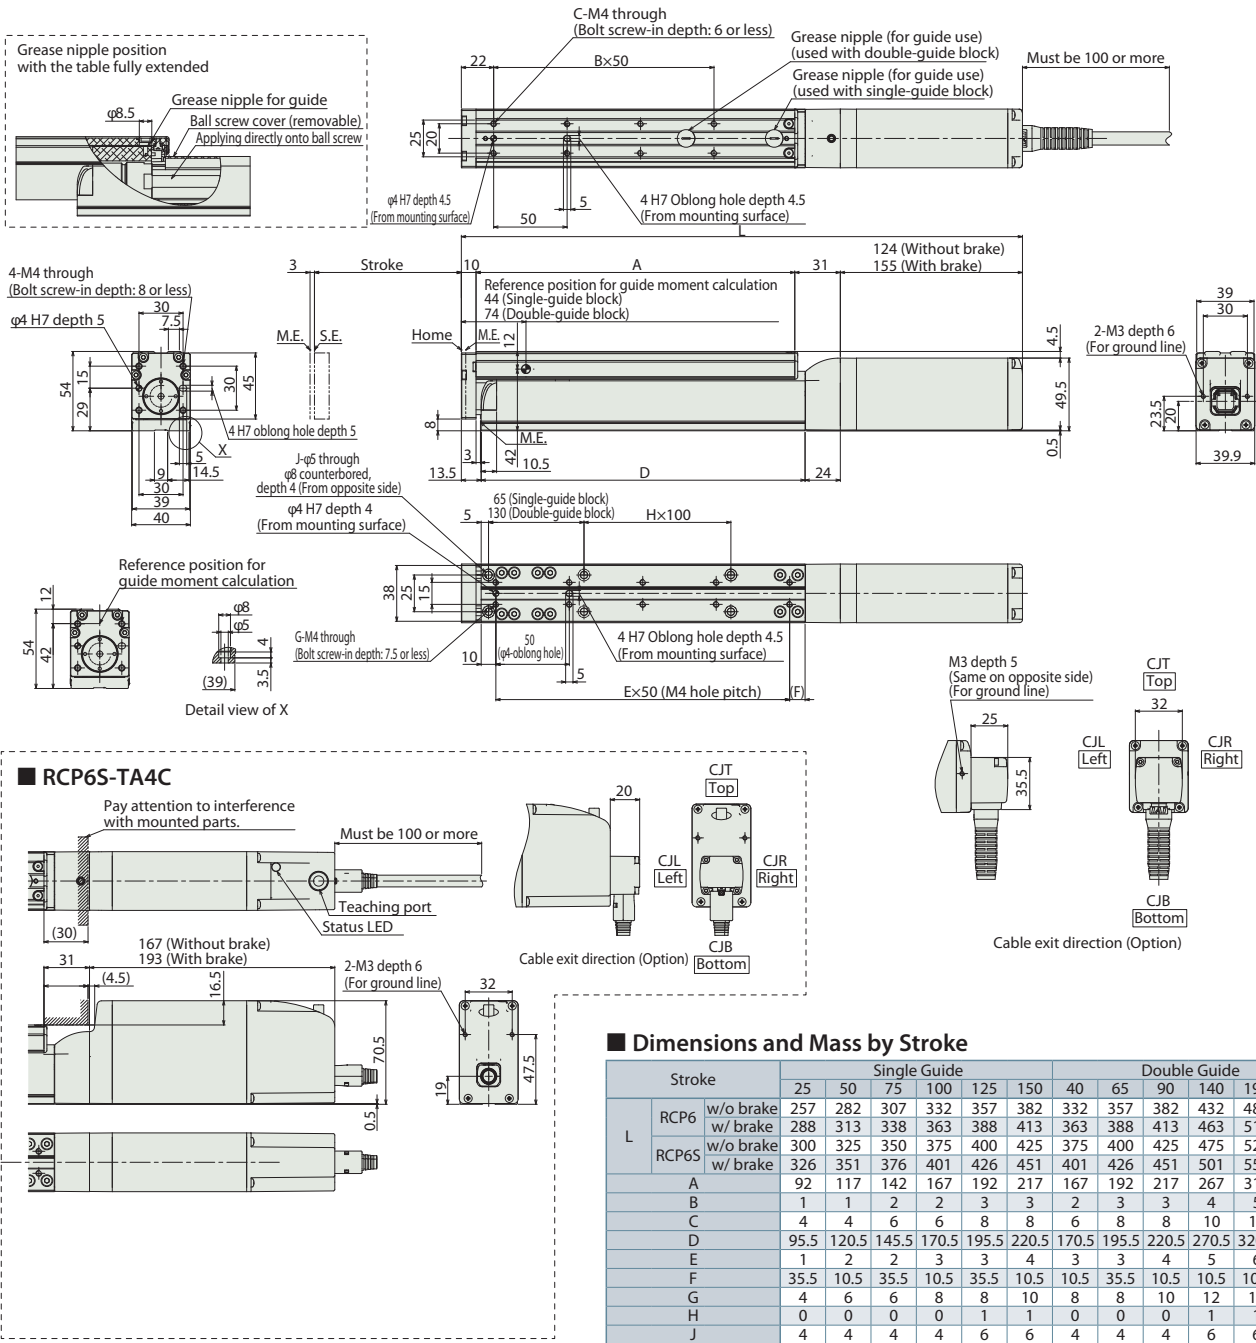 Grease nipple position
with the table fully extended
Grease nipple for guide
φ8.5
Ball screw cover (removable)
Applying directly onto ball screw
C-M4 through
(Bolt screw-in depth: 6 or less)
Grease nipple (for guide use)
(used with double-guide block)
Grease nipple (for guide use)
(used with single-guide block)
Must be 100 or more
22
B×50
25
20
φ4 H7 depth 4.5
(From mounting surface)
5
50
4 H7 Oblong hole depth 4.5
(From mounting surface)
L
124 (Without brake)
155 (With brake)
3
Stroke
10
A
31
Reference position for guide moment calculation
44 (Single-guide block)
74 (Double-guide block)
4-M4 through
(Bolt screw-in depth: 8 or less)
φ4 H7 depth 5
30
7.5
54
15
29
30
45
4 H7 oblong hole depth 5
X
5
9
14.5
30
39
40
M.E.
S.E.
Home
M.E.
12
8
M.E.
3
42
10.5
13.5
D
24
4.5
49.5
0.5
39
30
2-M3 depth 6
(For ground line)
23.5
20
39.9
J-φ5 through
φ8 counterbored,
depth 4 (From opposite side)
φ4 H7 depth 4
(From mounting surface)
65 (Single-guide block)
130 (Double-guide block)
5
H×100
38
25
15
G-M4 through
(Bolt screw-in depth: 7.5 or less)
10
50
(φ4-oblong hole)
5
4 H7 Oblong hole depth 4.5
(From mounting surface)
E×50 (M4 hole pitch)
(F)
Reference position for
guide moment calculation
12
54
42
φ8
φ5
4
3.5
(39)
Detail view of X
M3 depth 5
(Same on opposite side)
(For ground line)
25
35.5
CJT
Top
32
CJL
Left
CJR
Right
CJB
Bottom
Cable exit direction (Option)
■ RCP6S-TA4C
Pay attention to interference
with mounted parts.
Must be 100 or more
Teaching port
Status LED
(30)
167 (Without brake)
193 (With brake)
31
(4.5)
16.5
70.5
0.5
20
CJT
Top
CJL
Left
CJR
Right
CJB
Bottom
Cable exit direction (Option)
2-M3 depth 6
(For ground line)
32
19
47.5
■ Dimensions and Mass by Stroke
Stroke Single Guide Double Guide
25 50 75 100 125 150 40 65 90 140
L RCP6 w/o brake 257 282 307 332 357 382 332 357 382 432
w/ brake 288 313 338 363 388 413 363 388 413 463
RCP6S w/o brake 300 325 350 375 400 425 375 400 425 475
w/ brake 326 351 376 401 426 451 401 426 451 501
A 92 117 142 167 192 217 167 192 217 267
B 1 1 2 2 3 3 2 3 3 4
C 4 4 6 6 8 8 6 8 8 10
D 95.5 120.5 145.5 170.5 195.5 220.5 170.5 195.5 220.5 270.5
E 1 2 2 3 3 4 3 3 4 5
F 35.5 10.5 35.5 10.5 35.5 10.5 10.5 35.5 10.5 10.5
G 4 6 6 8 8 10 8 8 10 12
H 0 0 0 0 1 1 0 0 0 1
J 4 4 4 4 6 6 4 4 4 6